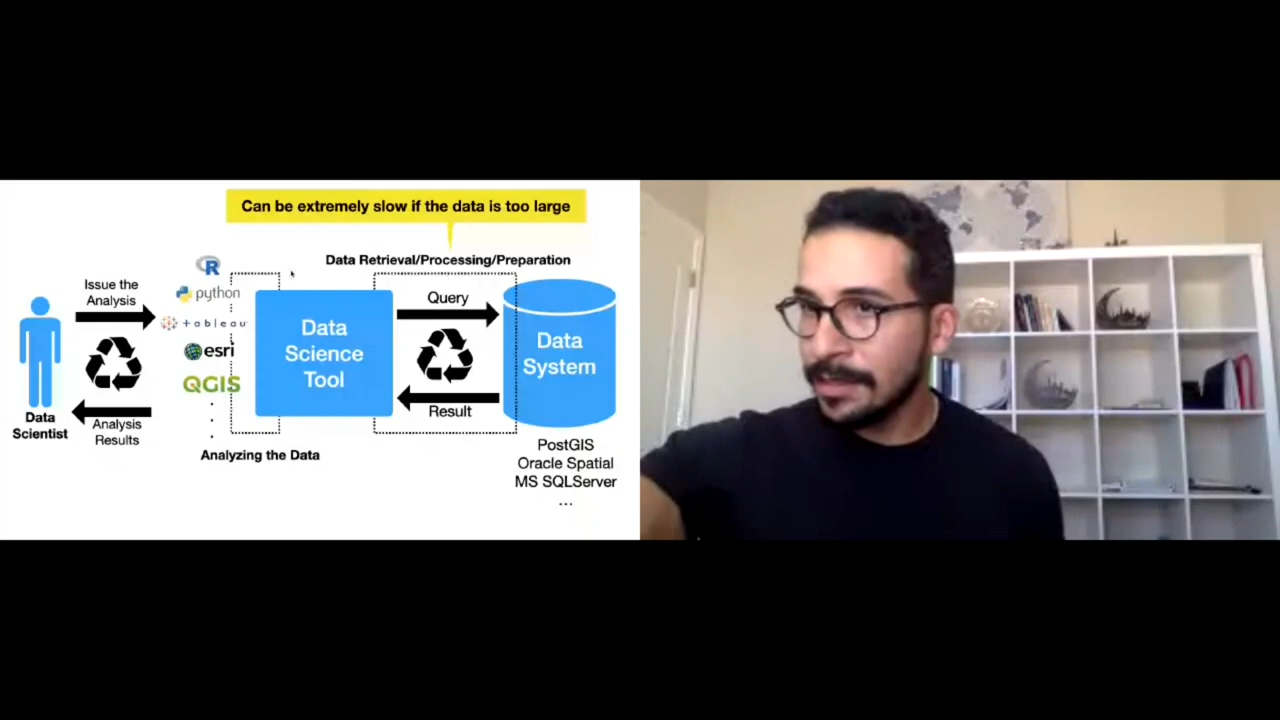 Can be extremely slow if the data is too large
Data Retrieval/Processing/Preparation
Issue the
Analysis
R
python
+ a b l e a u
esri
QGIS
.
.
.
Data
Scientist
Analysis
Results
Analyzing the Data
Data
Science
Tool
Query
Result
Data
System
PostGIS
Oracle Spatial
MS SQLServer
...